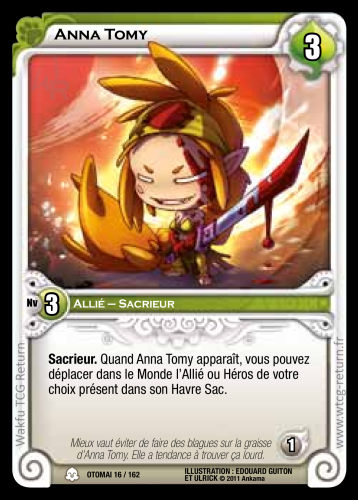 Anna Tomy
3
Nv 3 Allié – Sacrieur
Sacrieur. Quand Anna Tomy apparaît, vous pouvez
déplacer dans le Monde l'Allié ou Héros de votre
choix présent dans son Havre Sac.
Mieux vaut éviter de faire des blagues sur la graisse
d'Anna Tomy. Elle a tendance à trouver ça lourd.
1
OTOMAI 16 / 162
ILLUSTRATION : EDOUARD GUITON
ET ULRICK © 2011 Ankama
Wakfu TCG Return
www.wtcg-return.fr